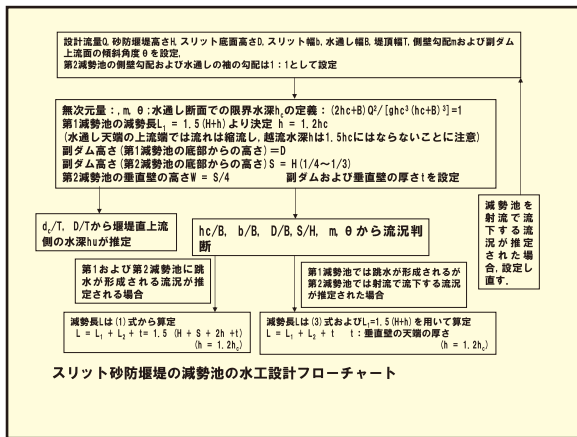 設計流量Q,砂防堰堤高さH,スリット底面高さD,スリット幅b,水通し幅B,堤頂幅T,側壁勾配mおよび副ダム
上流面の傾斜角度θを設定.
第2減勢池の側壁勾配および水通しの袖の勾配は1:1として設定
無次元量:,m,θ;水通し断面での限界水深hcの定義:(2hc+B)Q²/[ghc³(hc+B)³]=1
第1減勢池の減勢長L₁ = 1.5(H+h)より決定 h = 1.2hc
(水通し天端の上流端では流れは縮流し,越流水深hは1.5hcにはならないことに注意)
副ダム高さ(第1減勢池の底部からの高さ)=D
副ダム高さ(第2減勢池の底部からの高さ)S = H(1/4~1/3)
第2減勢池の垂直壁の高さW = S/4 副ダムおよび垂直壁の厚さtを設定
dc/T, D/Tから堰堤直上流
側の水深huが推定
hc/B, b/B, D/B,S/H, m,θから流況判
断
減勢池を
射流で流
下する流
況が推定
された場
合,設定し
直す.
第1および第2減勢池に跳
水が形成される流況が推
定される場合
第1減勢池では跳水が形成されるが
第2減勢池では射流で流下する流況
が推定された場合
減勢長Lは(1)式から算定
L = L₁ + L₂ + t= 1.5 (H + S + 2h +t)
(h = 1.2hc)
減勢長Lは(3)式およびL₁=1.5(H+h)を用いて算定
L = L₁ + L₂ + t t:垂直壁の天端の厚さ
(h = 1.2hc)
スリット砂防堰堤の減勢池の水工設計フローチャート